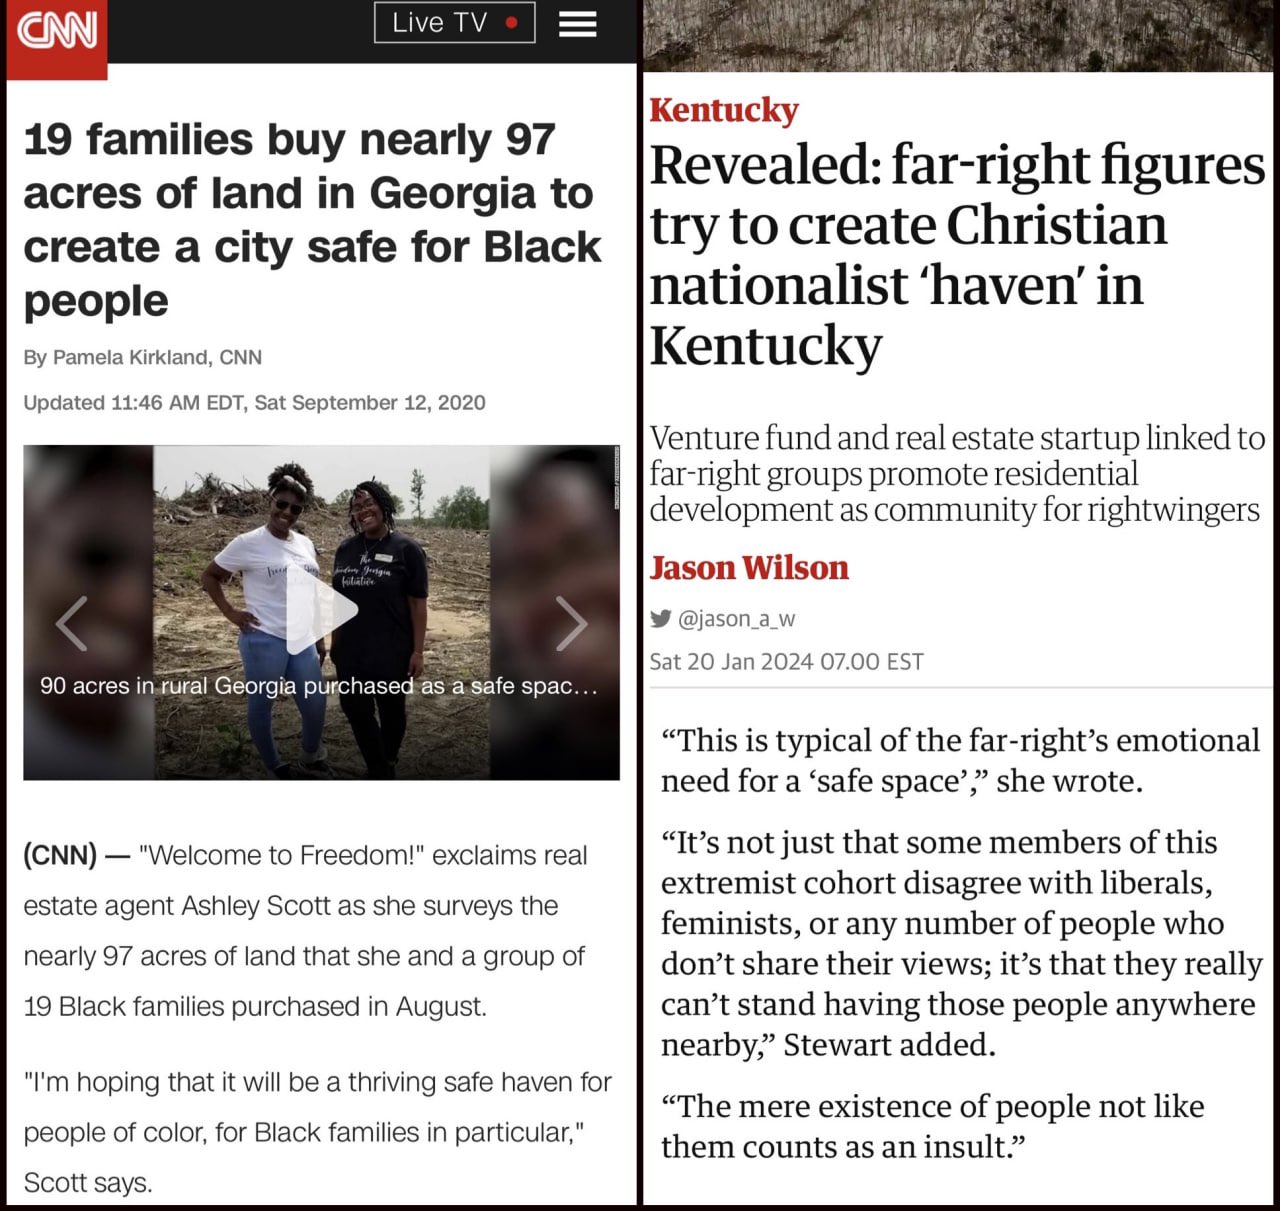 CNN
Live TV
19 families buy nearly 97
acres of land in Georgia to
create a city safe for Black
people
By Pamela Kirkland, CNN
Updated 11:46 AM EDT, Sat September 12, 2020
The
Freedom Georgia
Initiative
90 acres in rural Georgia purchased as a safe spac…
(CNN) — "Welcome to Freedom!" exclaims real
estate agent Ashley Scott as she surveys the
nearly 97 acres of land that she and a group of
19 Black families purchased in August.
"I'm hoping that it will be a thriving safe haven for
people of color, for Black families in particular,"
Scott says.
Kentucky
Revealed: far-right figures
try to create Christian
nationalist ‘haven’ in
Kentucky
Venture fund and real estate startup linked to
far-right groups promote residential
development as community for rightwingers
Jason Wilson
@jason_a_w
Sat 20 Jan 2024 07.00 EST
“This is typical of the far-right’s emotional
need for a ‘safe space’,” she wrote.
“It’s not just that some members of this
extremist cohort disagree with liberals,
feminists, or any number of people who
don’t share their views; it’s that they really
can’t stand having those people anywhere
nearby,” Stewart added.
“The mere existence of people not like
them counts as an insult.”